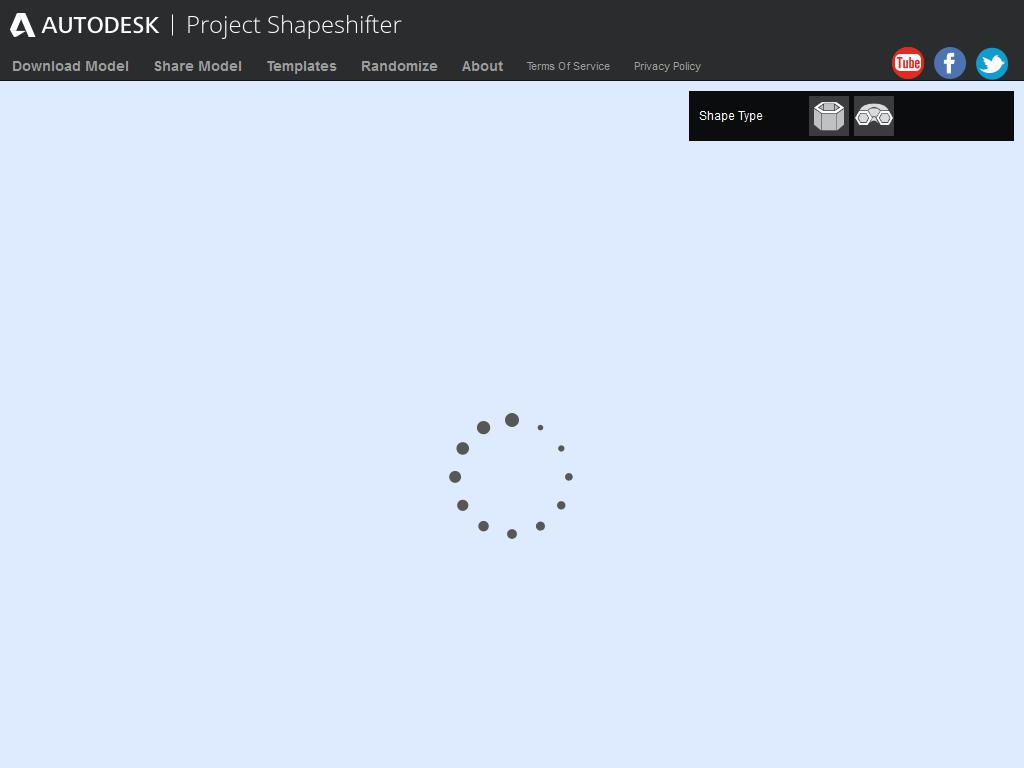 AUTODESK | Project Shapeshifter
Download Model Share Model Templates Randomize About Terms Of Service Privacy Policy Tube f
Shape Type